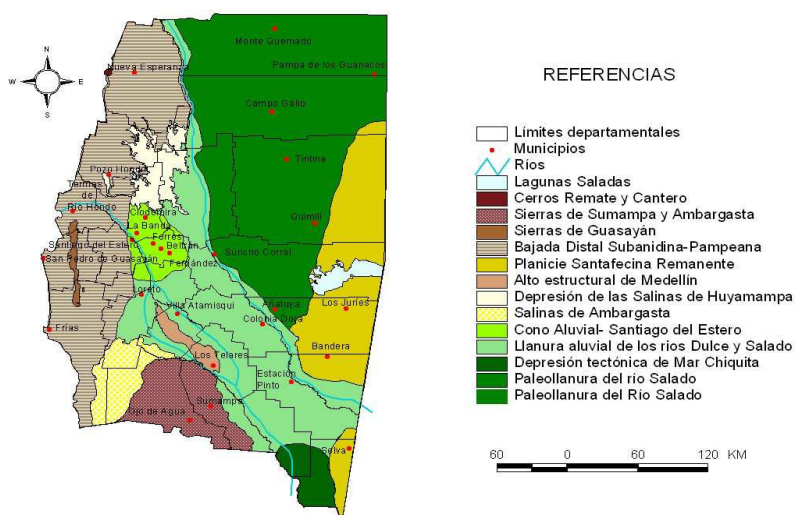 Monte Quemado
Nueva Esperanza
Pampa de los Guanacos
N
W
E
S
REFERENCIAS
Campo Gallo
Límites departamentales
Municipios
Ríos
Lagunas Saladas
Cerros Remate y Cantero
Sierras de Sumampa y Ambargasta
Sierras de Guasayán
Bajada Distal Subanidina-Pampeana
Planicie Santafecina Remanente
Alto estructural de Medellín
Depresión de las Salinas de Huyamampa
Salinas de Ambargasta
Cono Aluvial- Santiago del Estero
Llanura aluvial de los rios Dulce y Salado
Depresión tectónica de Mar Chiquita
Paleollanura del río Salado
Paleollanura del Río Salado
Tintina
Pozo Hondo
Termas
de
Rio Hondo
Clodomira
La Banda
Quimili
Forres
Santiago del Estero
Beltrán
Suncho Corral
San Pedro de Guasayán
Fernández
Loreto
Villa Atamisqui
Añatuya
Los Juries
Colonia Dora
Frías
Bandera
Los Telares
Estación
Pinto
Sumampa
Ojo de Agua
Selva
60 0 60 120 KM